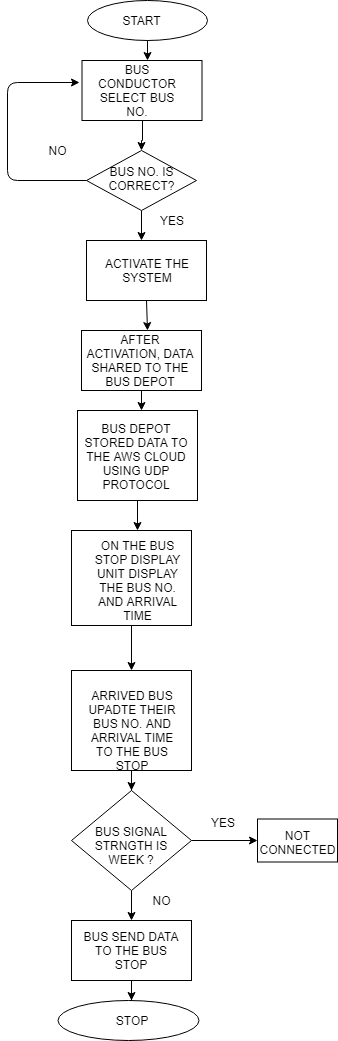 START
BUS
CONDUCTOR
SELECT BUS
NO.
NO
BUS NO. IS
CORRECT?
YES
ACTIVATE THE
SYSTEM
AFTER
ACTIVATION, DATA
SHARED TO THE
BUS DEPOT
BUS DEPOT
STORED DATA TO
THE AWS CLOUD
USING UDP
PROTOCOL
ON THE BUS
STOP DISPLAY
UNIT DISPLAY
THE BUS NO.
AND ARRIVAL
TIME
ARRIVED BUS
UPADTE THEIR
BUS NO. AND
ARRIVAL TIME
TO THE BUS
STOP
YES
BUS SIGNAL
STRNGTH IS
WEEK ?
NOT
CONNECTED
NO
BUS SEND DATA
TO THE BUS
STOP
STOP